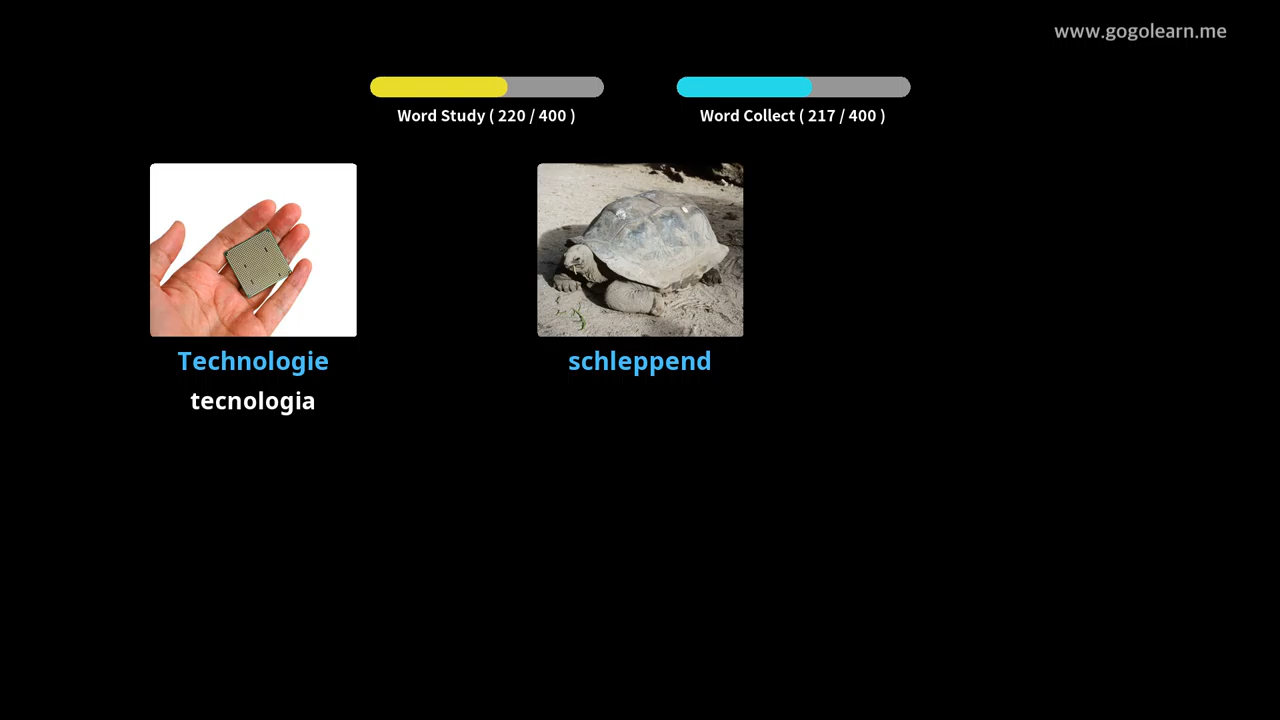 www.gogolearn.me
Word Study ( 220 / 400 )
Word Collect ( 217 / 400 )
Technologie
tecnologia
schleppend